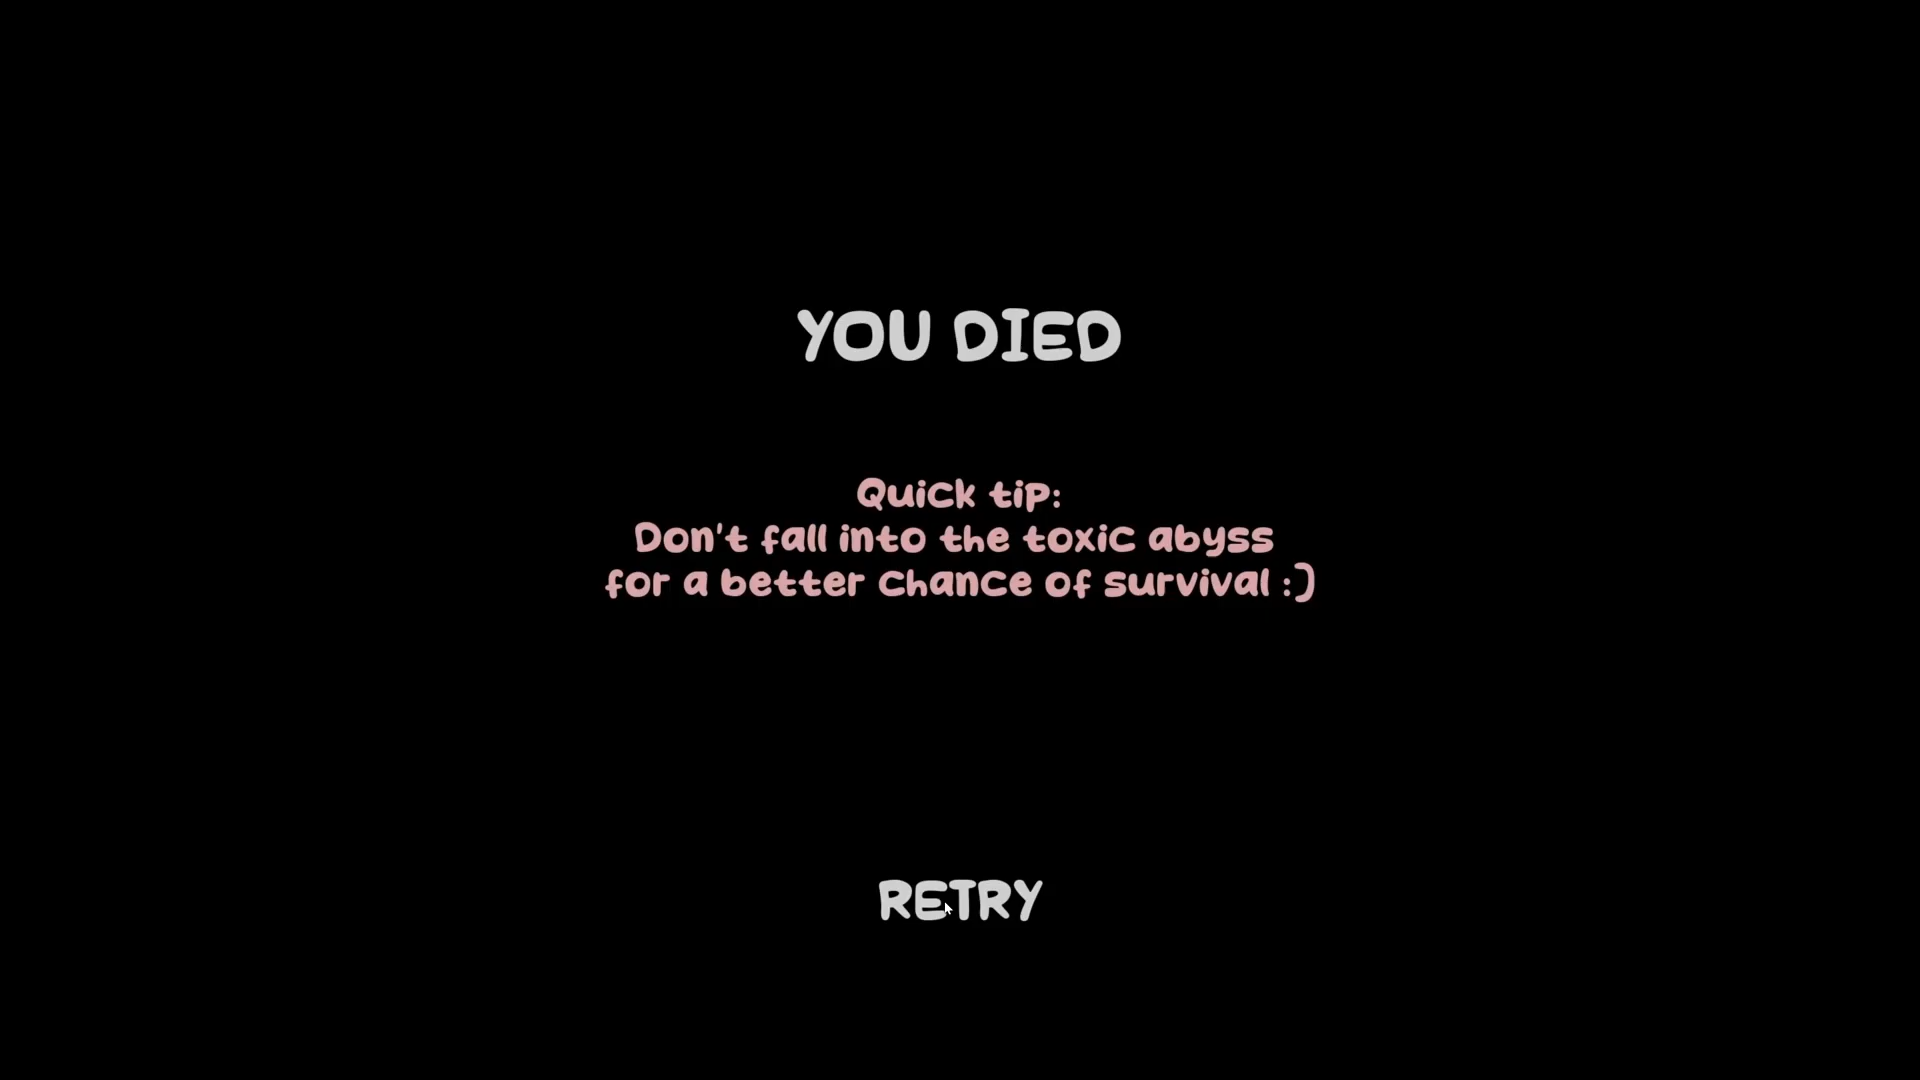 YOU DIED
Quick tip:
Don't fall into the toxic abyss
for a better chance of survival :)
RETRY